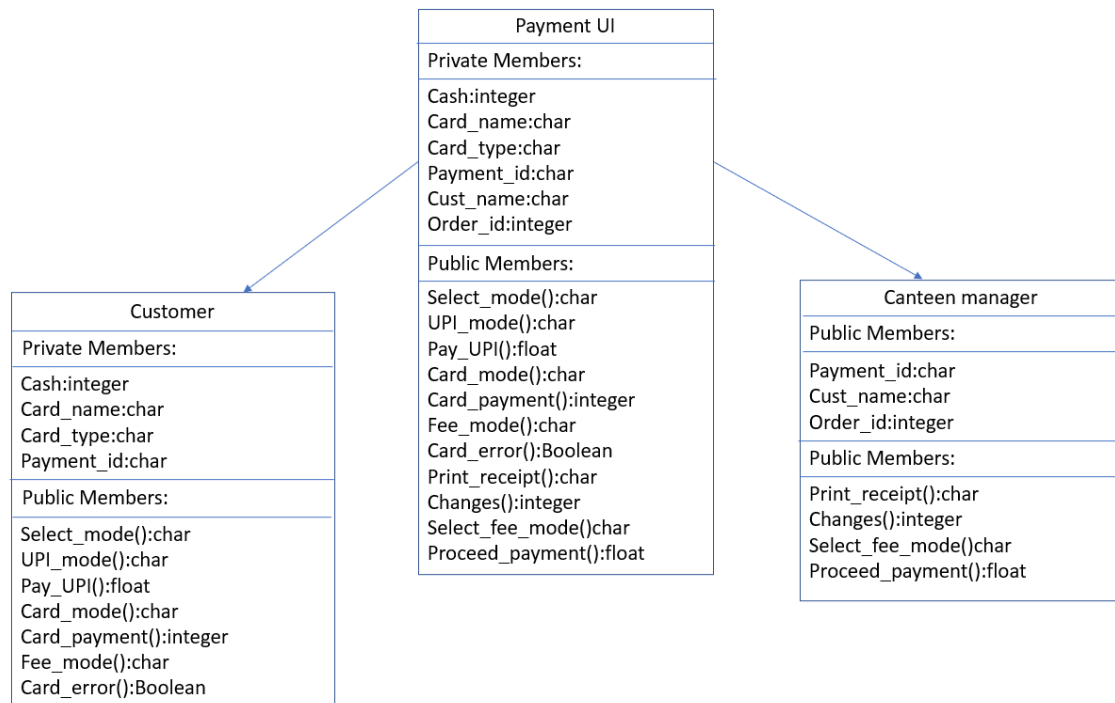 Payment UI
Private Members:
Cash:integer
Card_name:char
Card_type:char
Payment_id:char
Cust_name:char
Order_id:integer
Public Members:
Select_mode():char
UPI_mode():char
Pay_UPI():float
Card_mode():char
Card_payment():integer
Fee_mode():char
Card_error():Boolean
Print_receipt():char
Changes():integer
Select_fee_mode()char
Proceed_payment():float
Customer
Private Members:
Cash:integer
Card_name:char
Card_type:char
Payment_id:char
Public Members:
Select_mode():char
UPI_mode():char
Pay_UPI():float
Card_mode():char
Card_payment():integer
Fee_mode():char
Card_error():Boolean
Canteen manager
Public Members:
Payment_id:char
Cust_name:char
Order_id:integer
Public Members:
Print_receipt():char
Changes():integer
Select_fee_mode()char
Proceed_payment():float